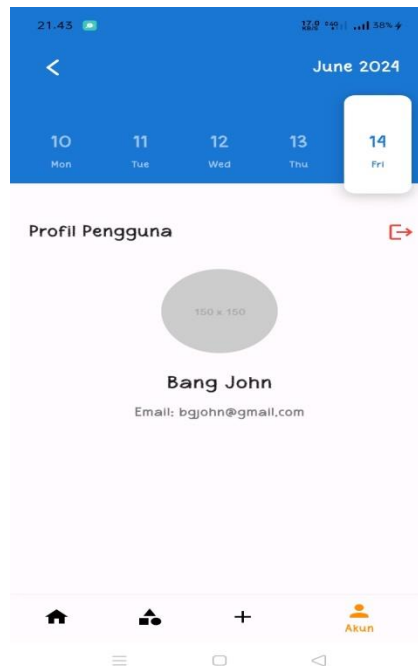 21.43 38%
June 2024
10 11 12 13 14
Mon Tue Wed Thu Fri
Profil Pengguna
150 x 150
Bang John
Email: bgjohn@gmail.com
Akun